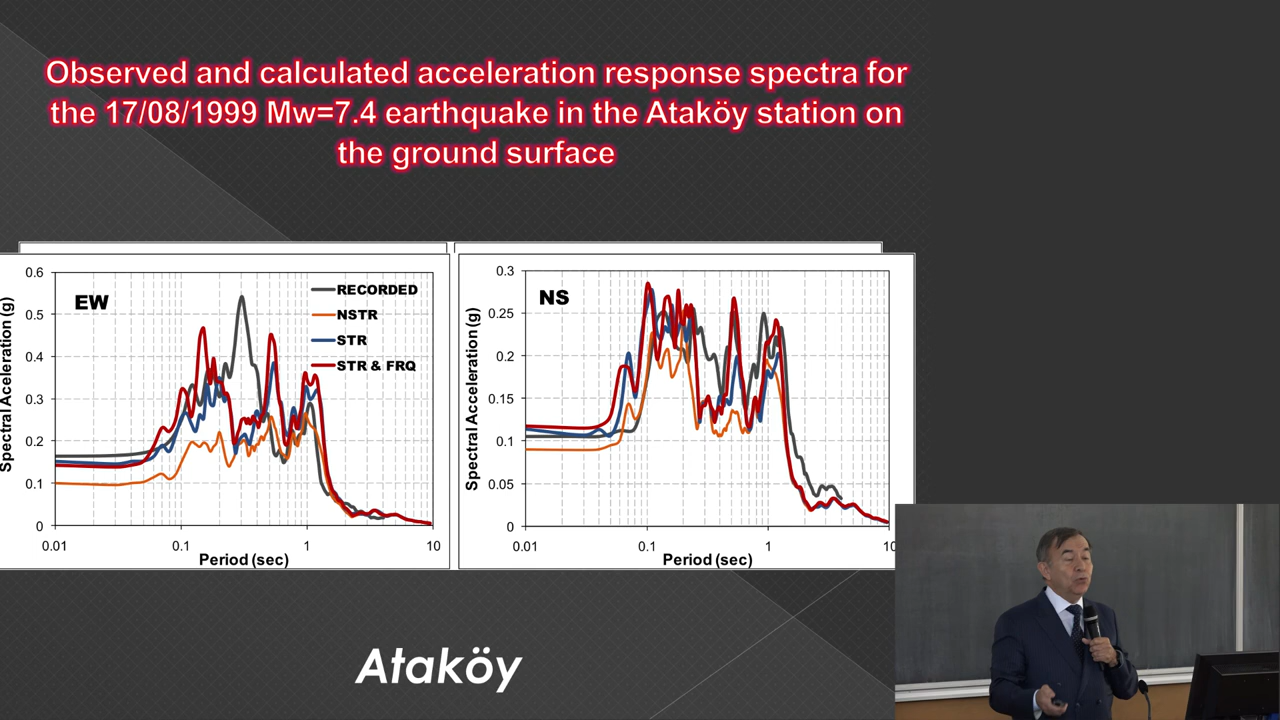 Observed and calculated acceleration response spectra for
the 17/08/1999 Mw=7.4 earthquake in the Ataköy station on
the ground surface
EW
RECORDED
NSTR
STR
STR & FRQ
Spectral Aceleration (g)
0.6
0.5
0.4
0.3
0.2
0.1
0
0.01
0.1
1
10
Period (sec)
NS
Spectral Aceleration (g)
0.3
0.25
0.2
0.15
0.1
0.05
0
0.01
0.1
1
10
Period (sec)
Ataköy